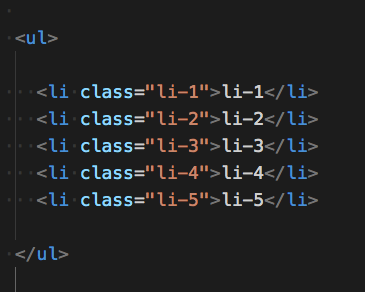 <ul>
<li class="li-1">li-1</li>
<li class="li-2">li-2</li>
<li class="li-3">li-3</li>
<li class="li-4">li-4</li>
<li class="li-5">li-5</li>
</ul>